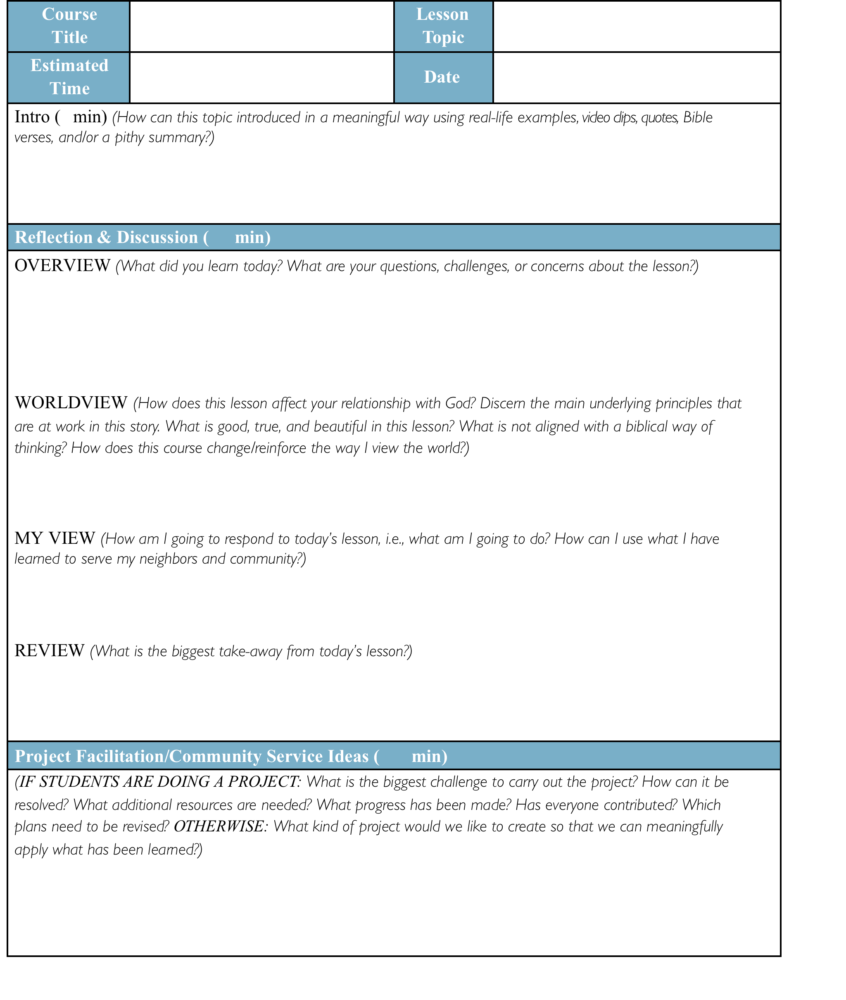 Course
Title
Lesson
Topic
Estimated
Time
Date
Intro (   min) (How can this topic introduced in a meaningful way using real-life examples, video clips, quotes, Bible
verses, and/or a pithy summary?)
Reflection & Discussion (      min)
OVERVIEW (What did you learn today? What are your questions, challenges, or concerns about the lesson?)
WORLDVIEW (How does this lesson affect your relationship with God? Discern the main underlying principles that
are at work in this story. What is good, true, and beautiful in this lesson? What is not aligned with a biblical way of
thinking? How does this course change/reinforce the way I view the world?)
MY VIEW (How am I going to respond to today’s lesson, i.e., what am I going to do? How can I use what I have
learned to serve my neighbors and community?)
REVIEW (What is the biggest take-away from today’s lesson?)
Project Facilitation/Community Service Ideas (       min)
(IF STUDENTS ARE DOING A PROJECT: What is the biggest challenge to carry out the project? How can it be
resolved? What additional resources are needed? What progress has been made? Has everyone contributed? Which
plans need to be revised? OTHERWISE: What kind of project would we like to create so that we can meaningfully
apply what has been learned?)